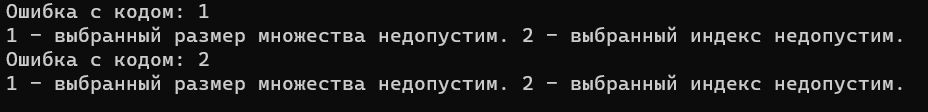 Ошибка с кодом: 1
1 - выбранный размер множества недопустим. 2 - выбранный индекс недопустим.
Ошибка с кодом: 2
1 - выбранный размер множества недопустим. 2 - выбранный индекс недопустим.